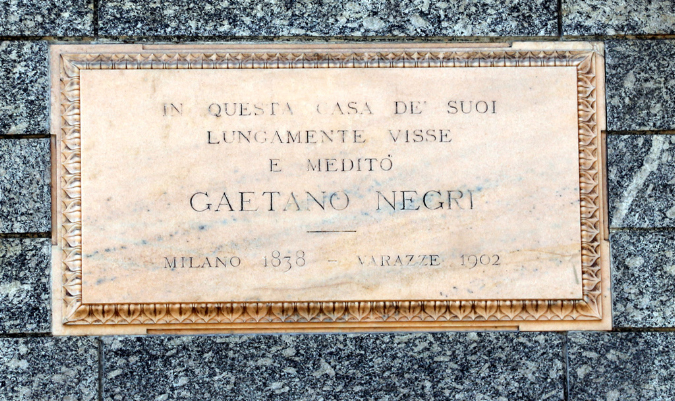 IN QUESTA CASA DE' SUOI
LUNGAMENTE VISSE
E MEDITÒ
GAETANO NEGRI
MILANO 1838 – VARAZZE 1902